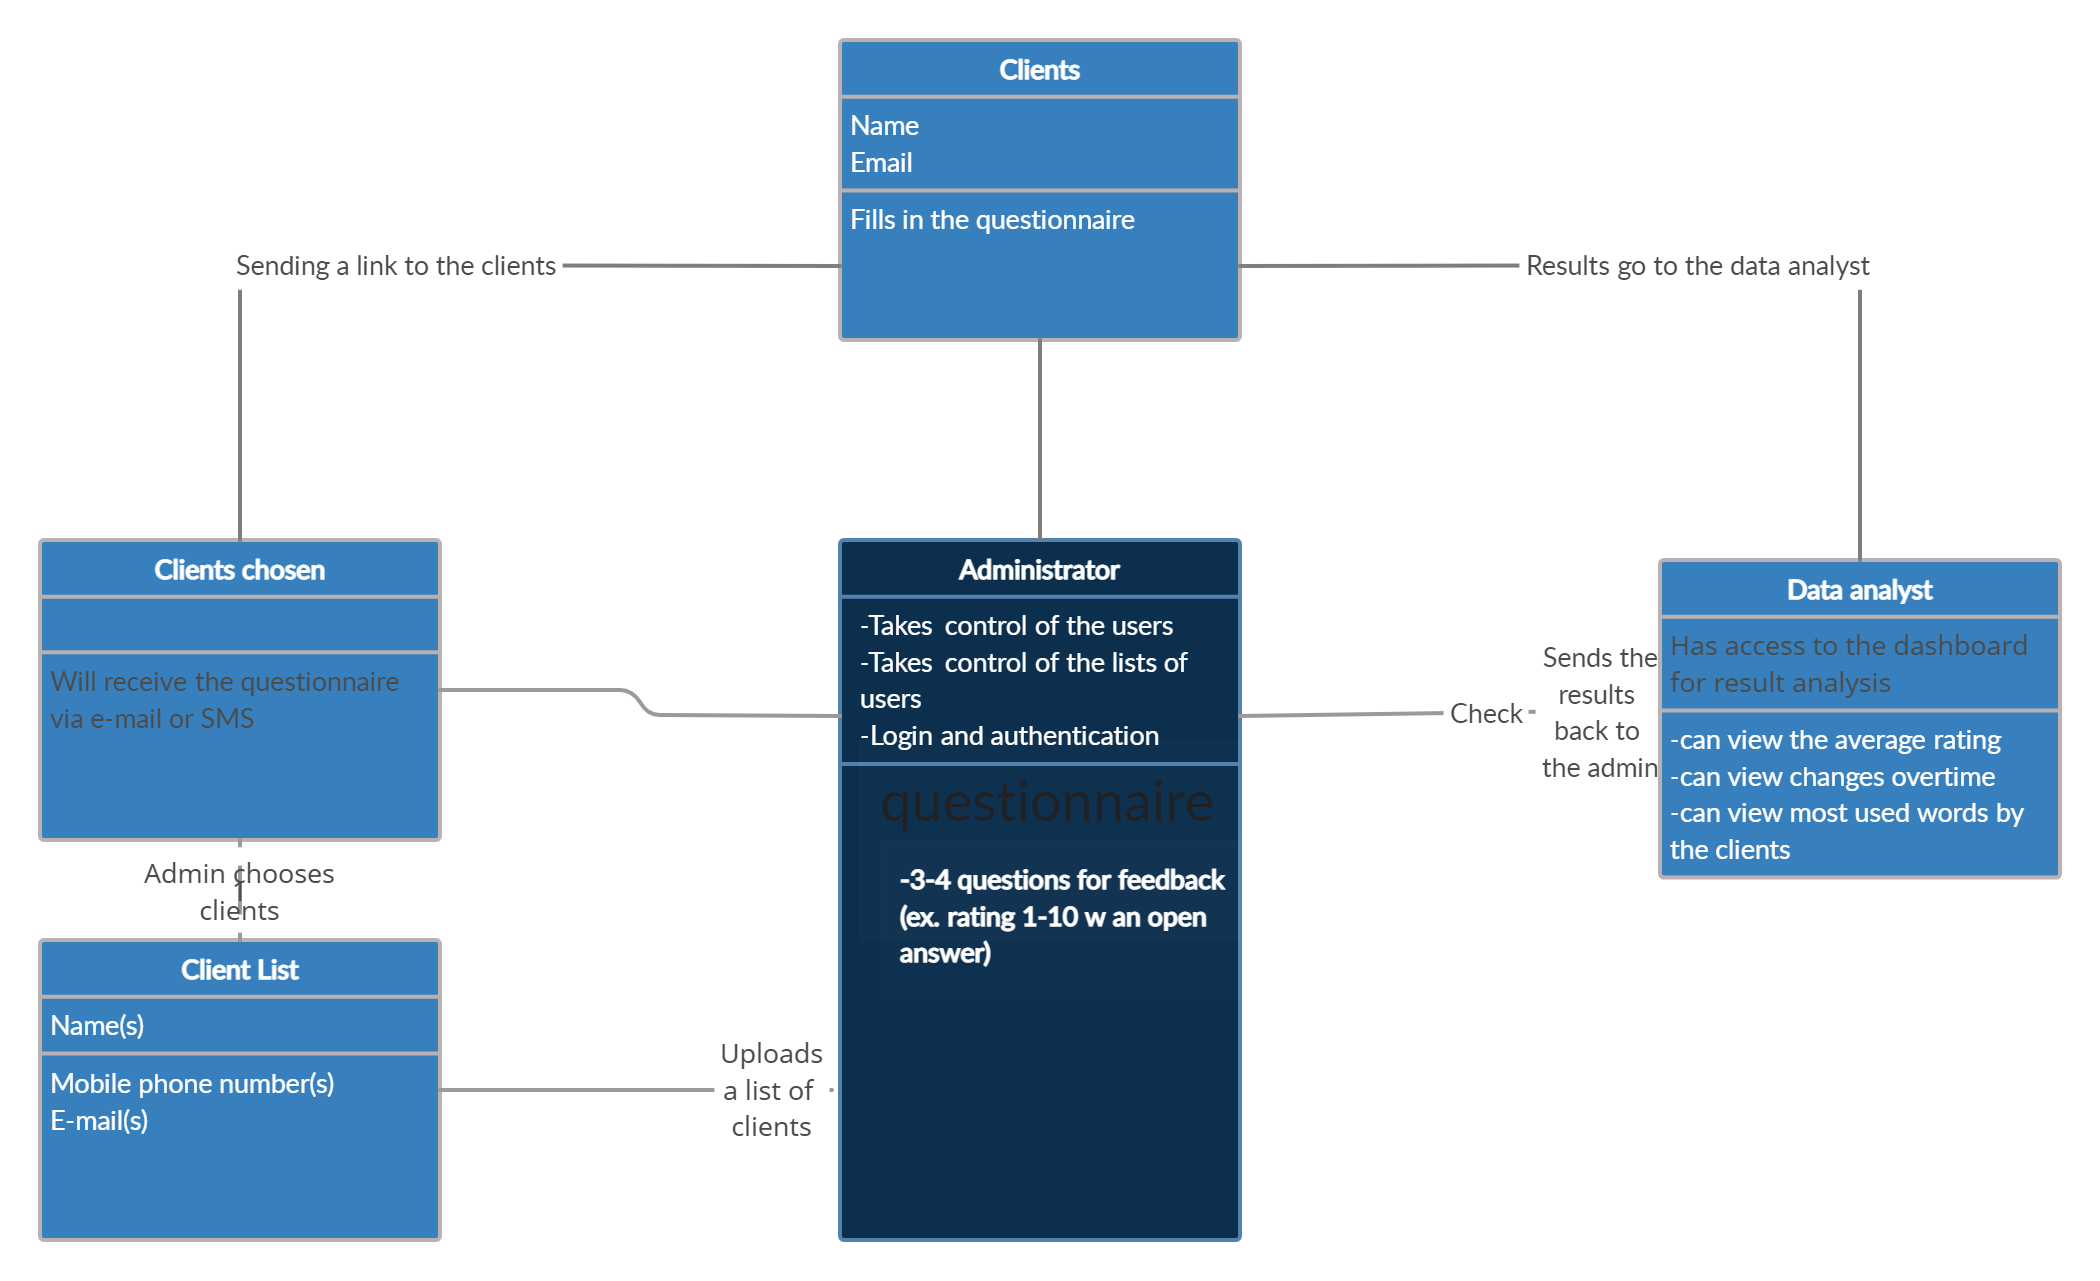 Clients
Name
Email
Fills in the questionnaire
Sending a link to the clients
Results go to the data analyst
Clients chosen
Will receive the questionnaire
via e-mail or SMS
Admin chooses
clients
Client List
Name(s)
Mobile phone number(s)
E-mail(s)
Uploads
a list of
clients
Administrator
-Takes control of the users
-Takes control of the lists of
users
-Login and authentication
questionnaire
-3-4 questions for feedback
(ex. rating 1-10 w an open
answer)
Check
Sends the
results
back to
the admin
Data analyst
Has access to the dashboard
for result analysis
-can view the average rating
-can view changes overtime
-can view most used words by
the clients